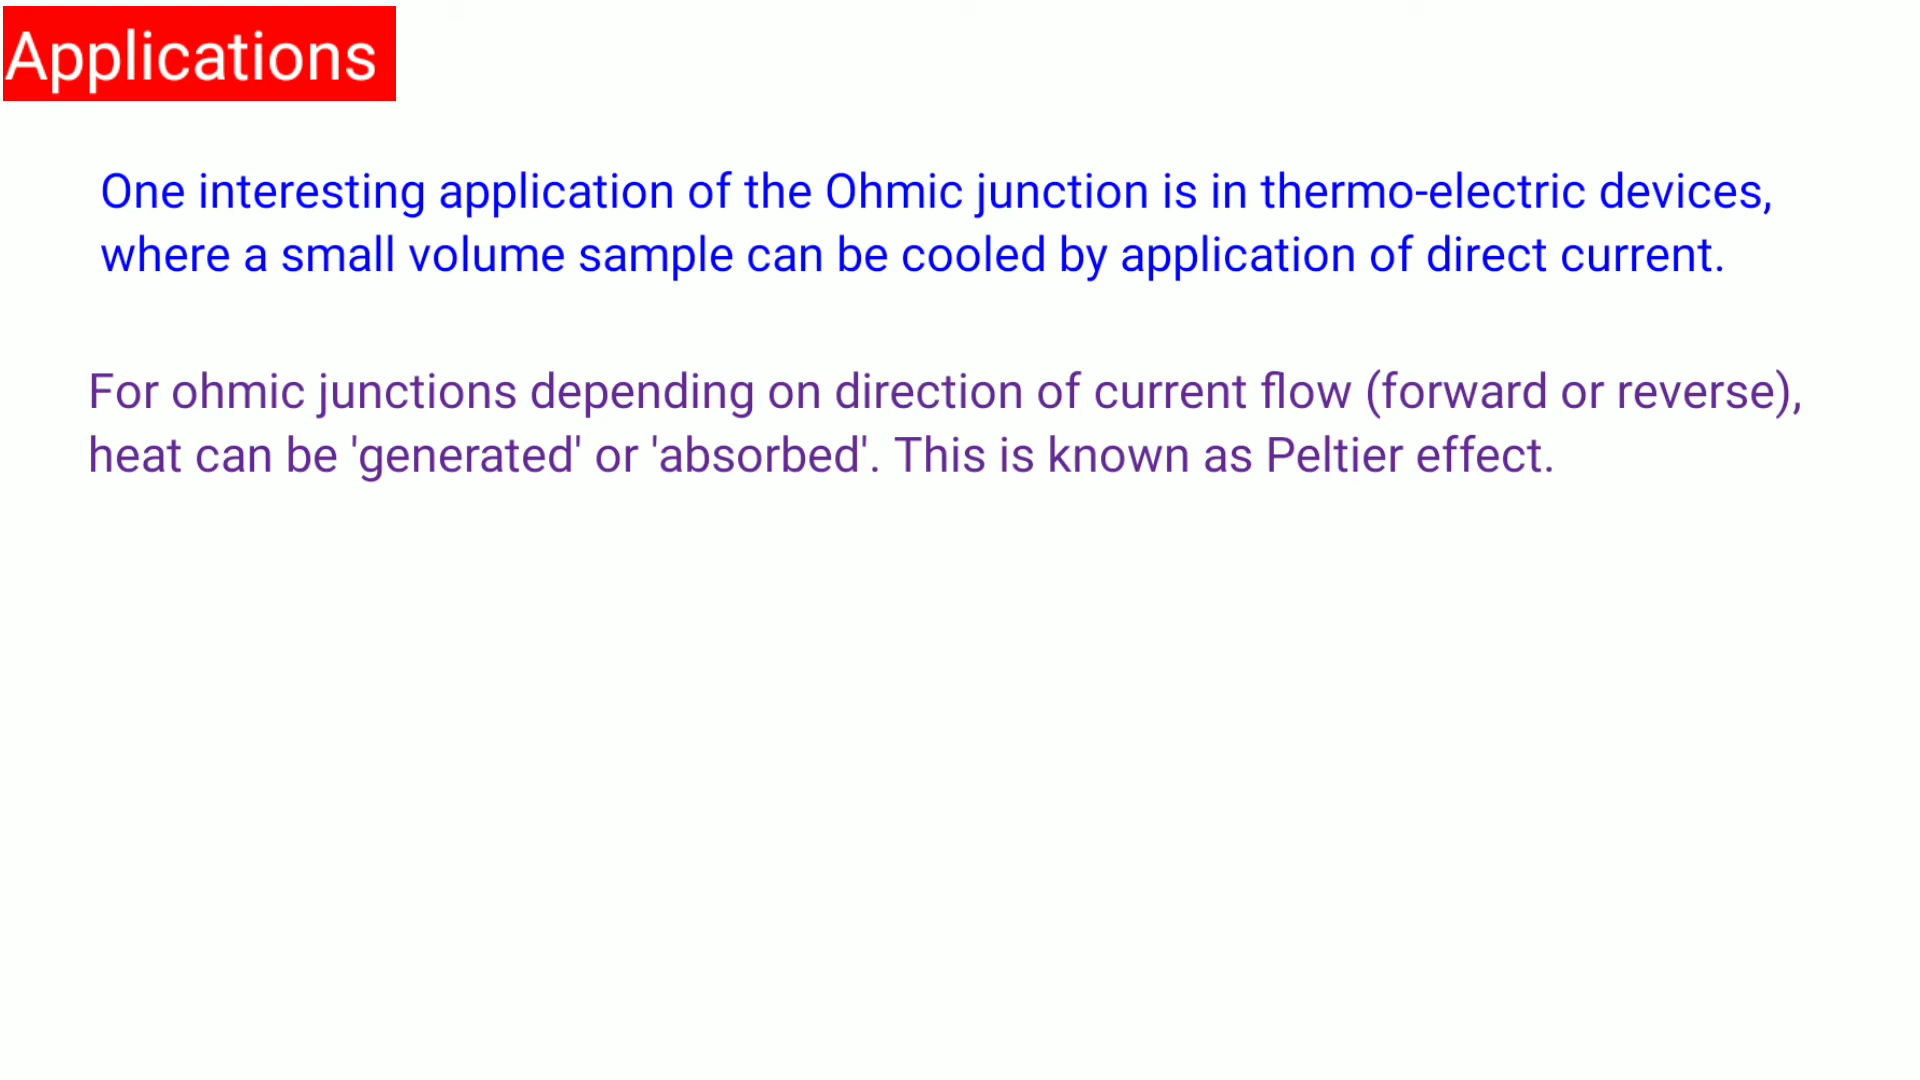 Applications
One interesting application of the Ohmic junction is in thermo-electric devices,
where a small volume sample can be cooled by application of direct current.
For ohmic junctions depending on direction of current flow (forward or reverse),
heat can be 'generated' or 'absorbed'. This is known as Peltier effect.